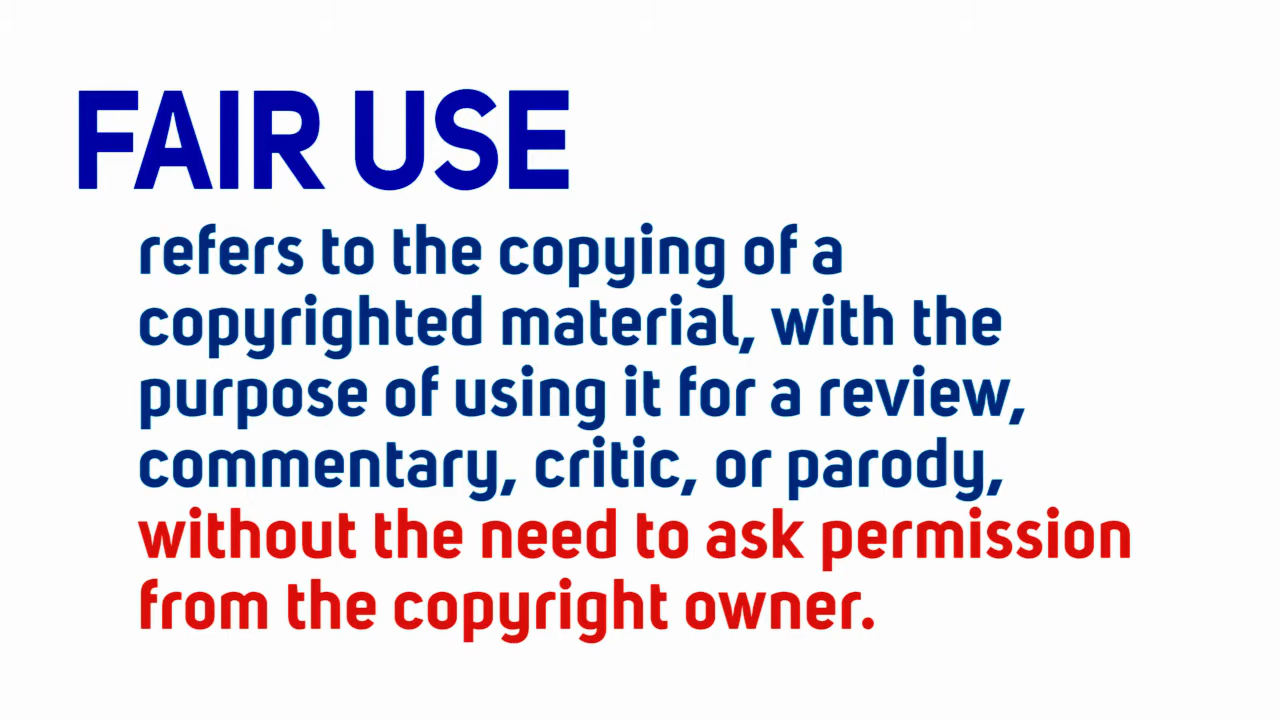 FAIR USE
refers to the copying of a
copyrighted material, with the
purpose of using it for a review,
commentary, critic, or parody,
without the need to ask permission
from the copyright owner.